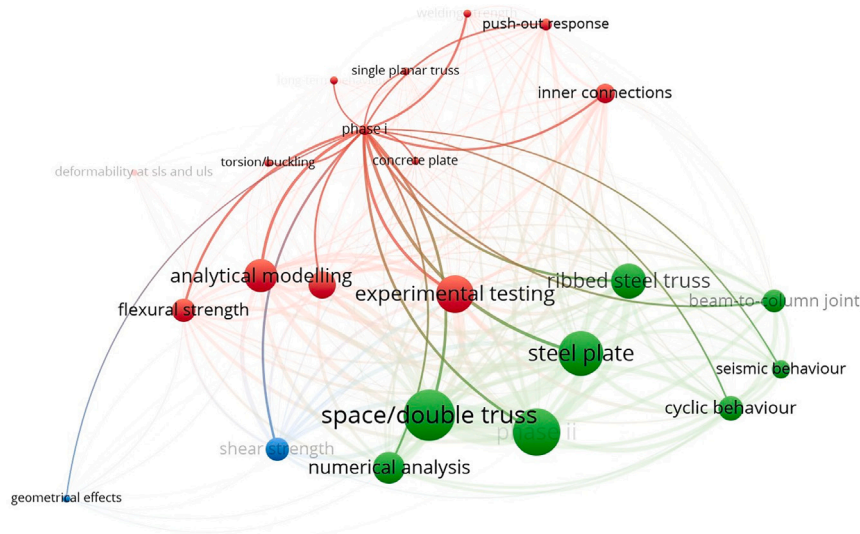 welding strength
push-out response
single planar truss
inner connections
phase i
torsion/buckling
concrete plate
deformability at sls and uls
analytical modelling
ribbed steel truss
experimental testing
beam-to-column joint
flexural strength
steel plate
seismic behaviour
space/double truss
cyclic behaviour
phase ii
shear strength
numerical analysis
geometrical effects